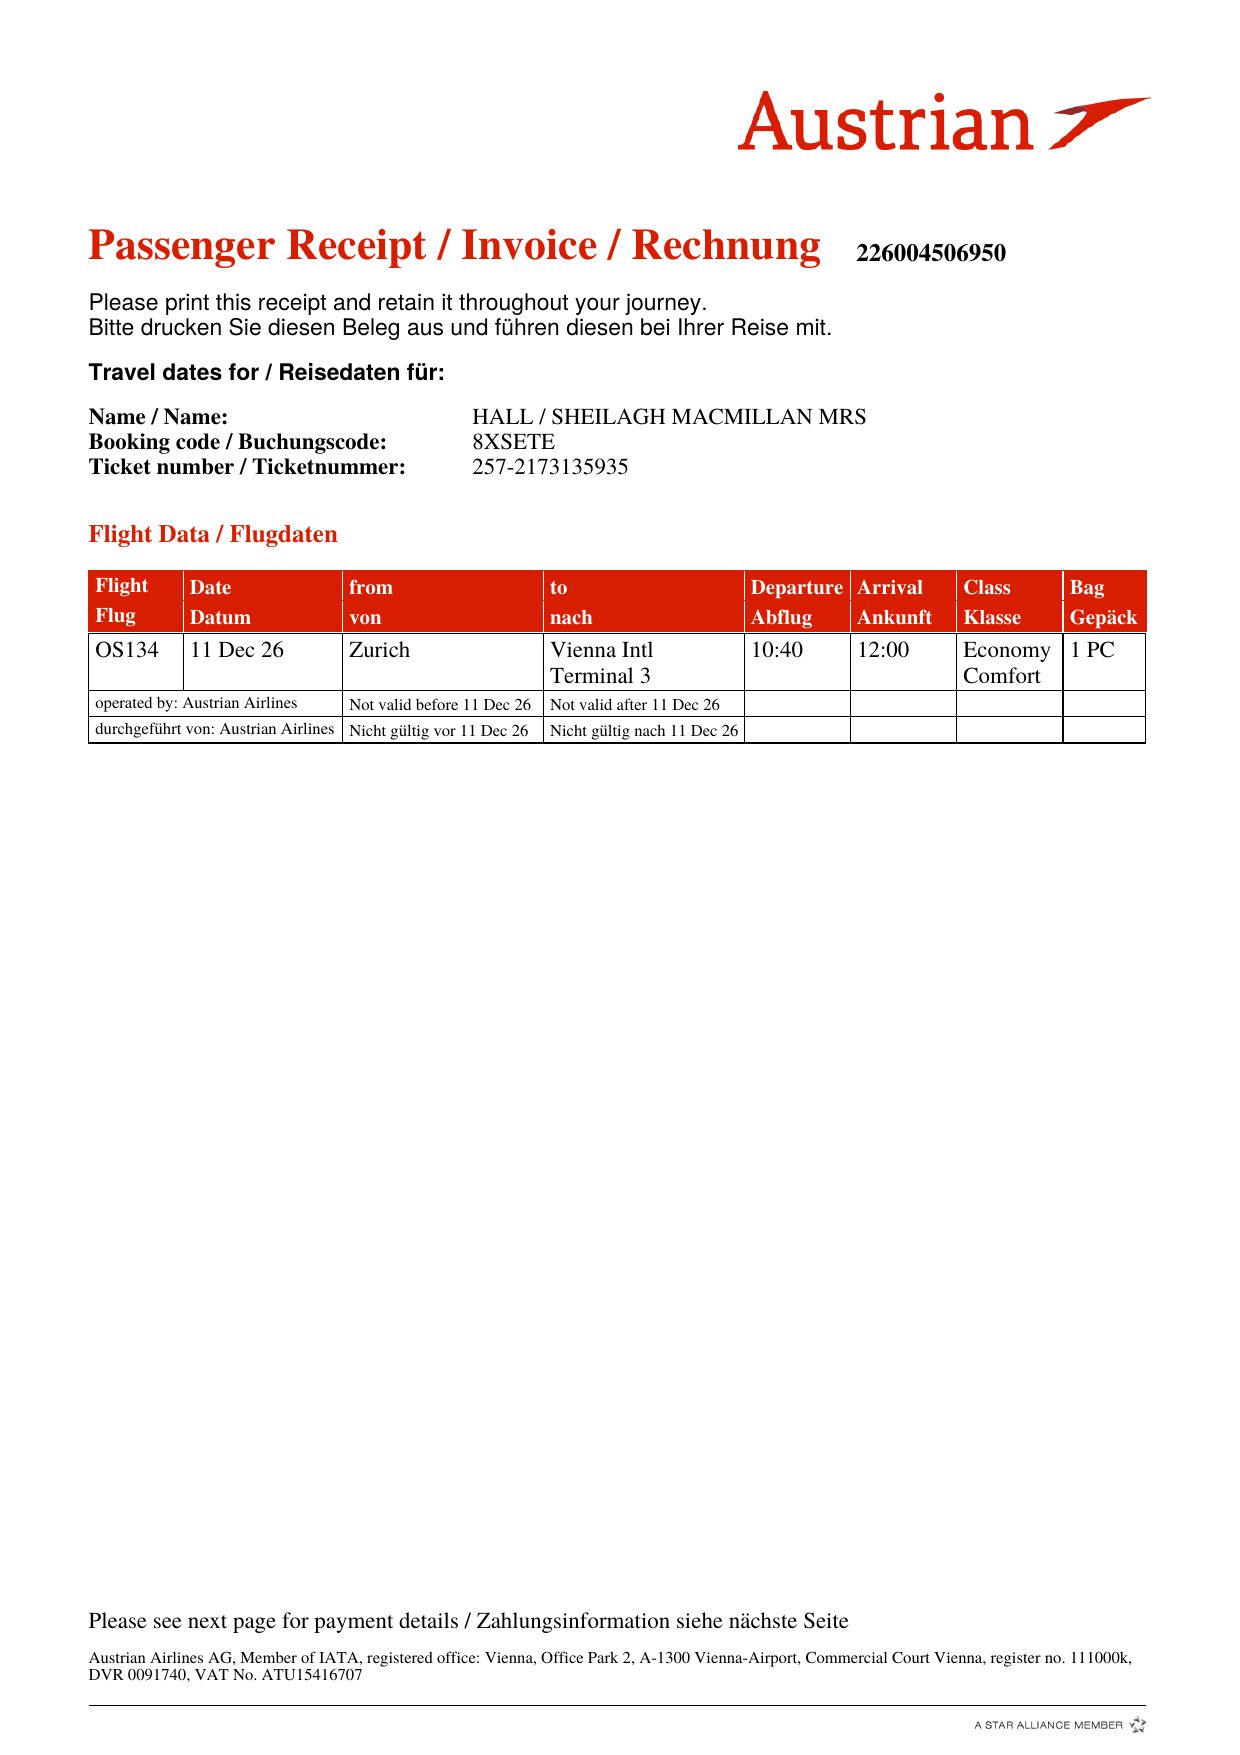 Austrian
Passenger Receipt / Invoice / Rechnung 226004506950
Please print this receipt and retain it throughout your journey.
Bitte drucken Sie diesen Beleg aus und führen diesen bei Ihrer Reise mit.
Travel dates for / Reisedaten für:
Name / Name: HALL / SHEILAGH MACMILLAN MRS
Booking code / Buchungscode: 8XSETE
Ticket number / Ticketnummer: 257-2173135935
Flight Data / Flugdaten
Flight Date from to Departure Arrival Class Bag
Flug Datum von nach Abflug Ankunft Klasse Gepäck
OS134 11 Dec 26 Zurich Vienna Intl 10:40 12:00 Economy 1 PC
Terminal 3 Comfort
operated by: Austrian Airlines Not valid before 11 Dec 26 Not valid after 11 Dec 26
durchgeführt von: Austrian Airlines Nicht gültig vor 11 Dec 26 Nicht gültig nach 11 Dec 26
Please see next page for payment details / Zahlungsinformation siehe nächste Seite
Austrian Airlines AG, Member of IATA, registered office: Vienna, Office Park 2, A-1300 Vienna-Airport, Commercial Court Vienna, register no. 111000k,
DVR 0091740, VAT No. ATU15416707
A STAR ALLIANCE MEMBER